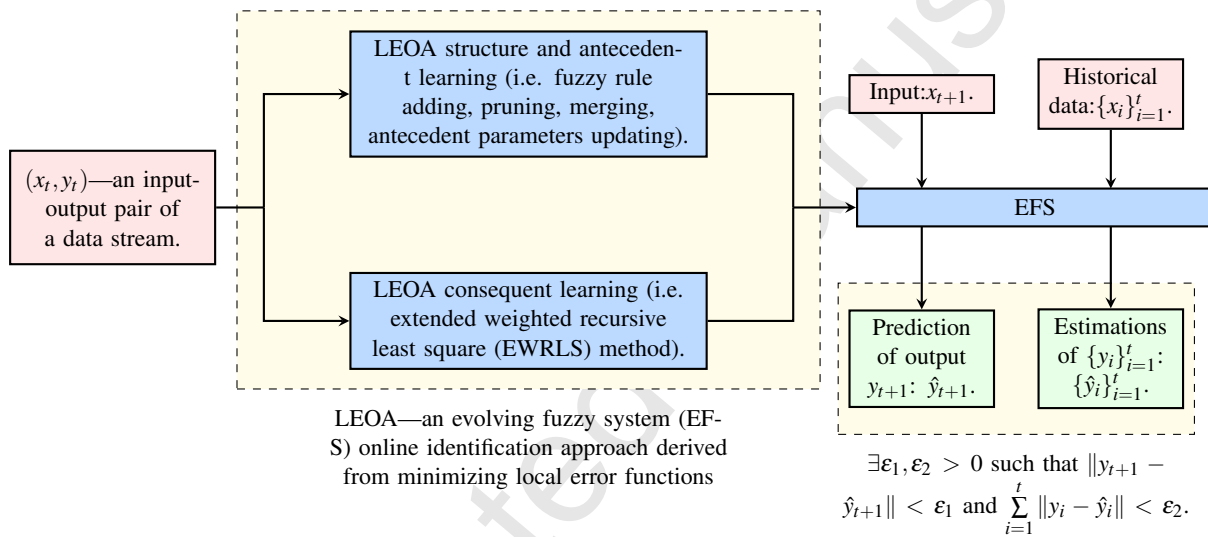 LEOA structure and anteceden-
t learning (i.e. fuzzy rule
adding, pruning, merging,
antecedent parameters updating).
Input:x_{t+1}.
Historical
data:{x_i}_{i=1}^t.
(x_t, y_t)—an input-
output pair of
a data stream.
EFS
LEOA consequent learning (i.e.
extended weighted recursive
least square (EWRLS) method).
Prediction
of output
y_{t+1}: ŷ_{t+1}.
Estimations
of {y_i}_{i=1}^t:
{ŷ_i}_{i=1}^t.
LEOA—an evolving fuzzy system (EF-
S) online identification approach derived
from minimizing local error functions
∃ε_1, ε_2 > 0 such that ‖y_{t+1} −
ŷ_{t+1}‖ < ε_1 and ∑_{i=1}^t ‖y_i − ŷ_i‖ < ε_2.